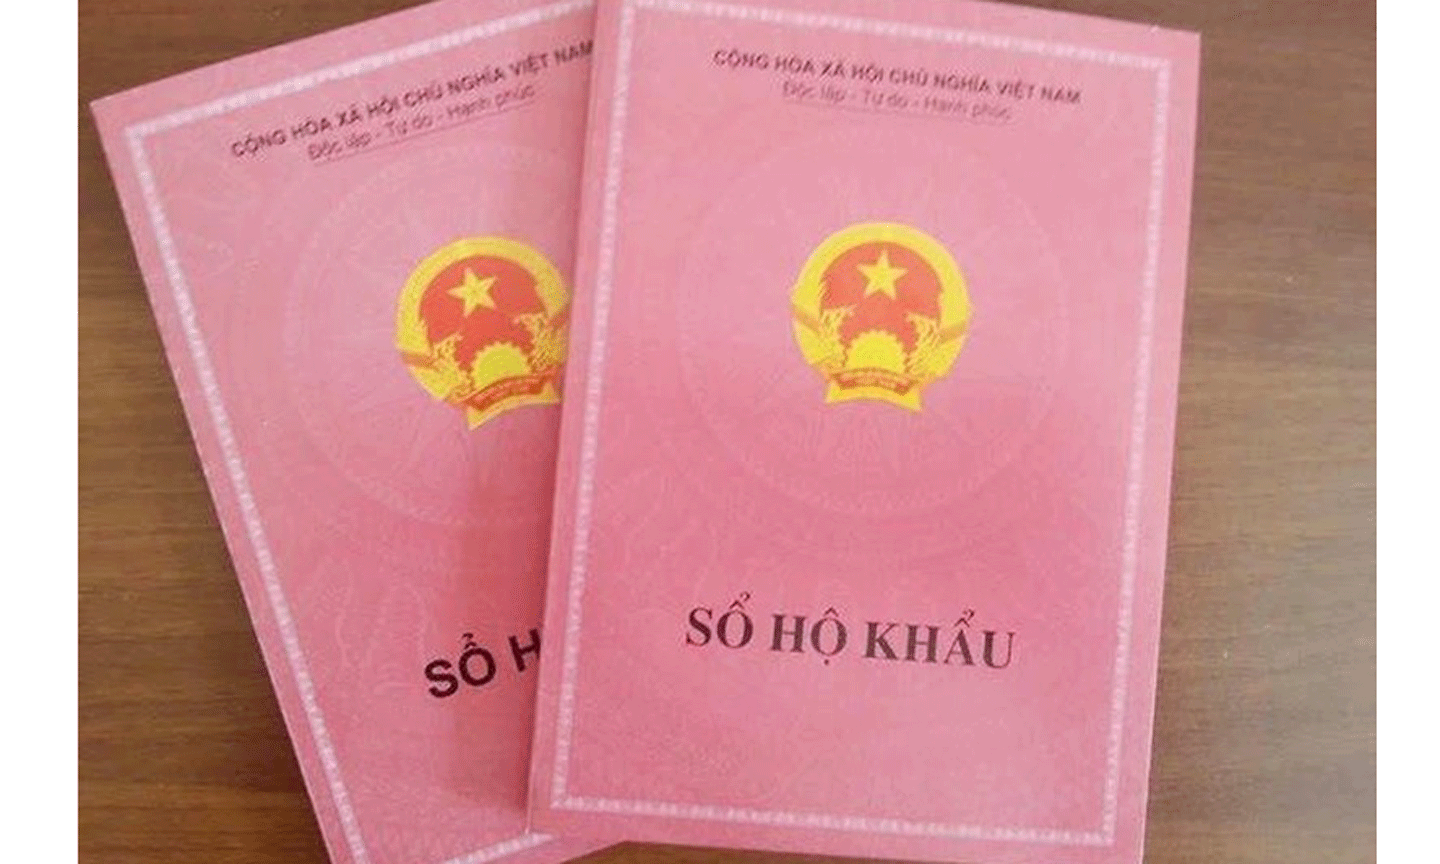 CỘNG HÒA XÃ HỘI CHỦ NGHĨA VIỆT NAM
Độc lập - Tự do - Hạnh phúc
SỔ H
CỘNG HÒA XÃ HỘI CHỦ NGHĨA VIỆT NAM
Độc lập - Tự do - Hạnh phúc
SỔ HỘ KHẨU